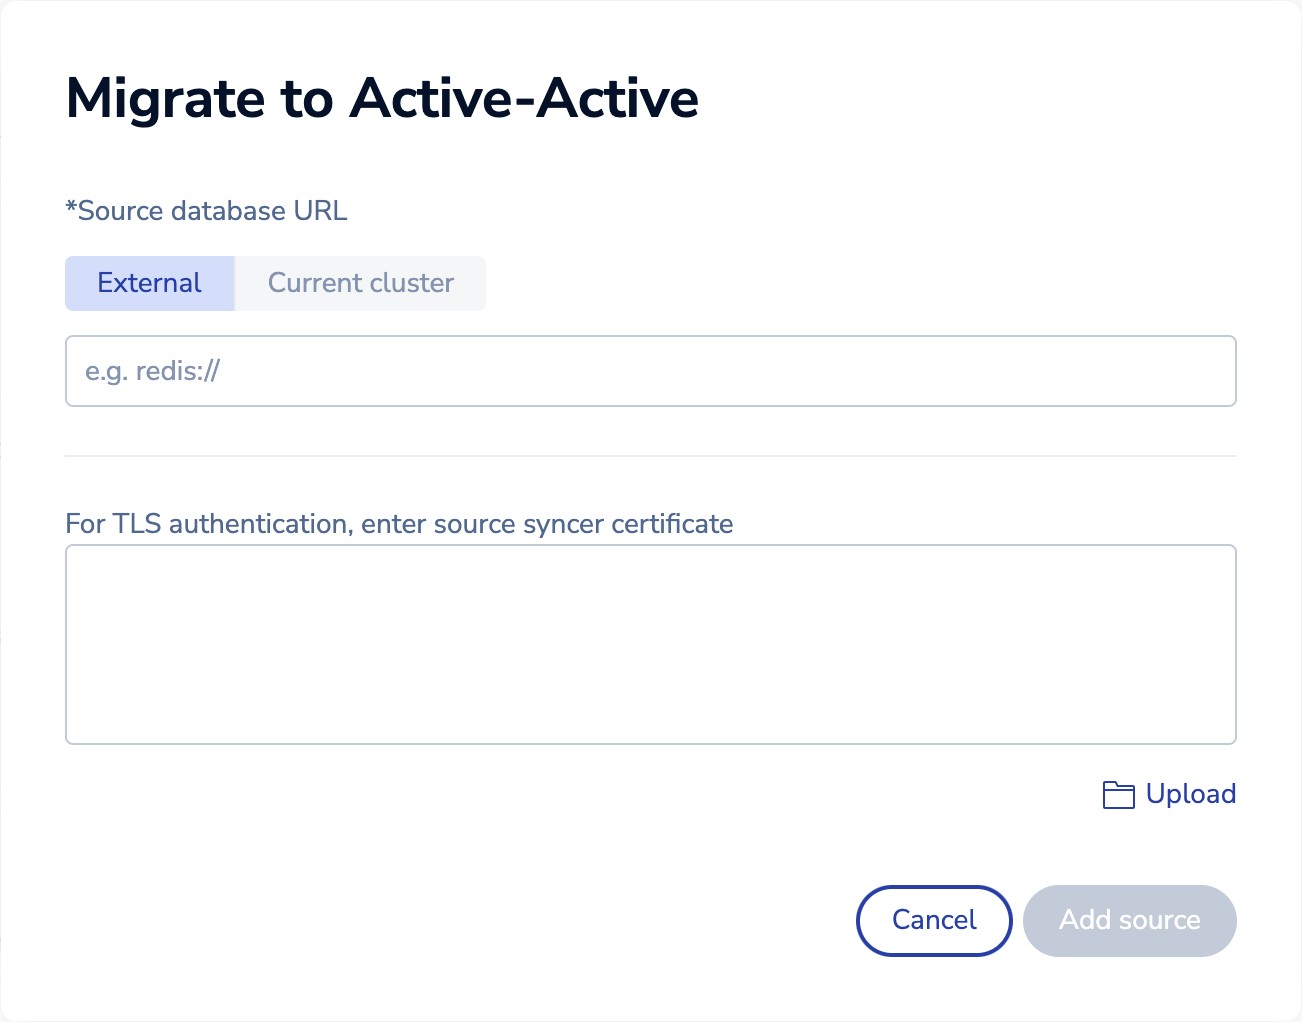 Migrate to Active-Active
*Source database URL
External Current cluster
e.g. redis://
For TLS authentication, enter source syncer certificate
Upload
Cancel Add source